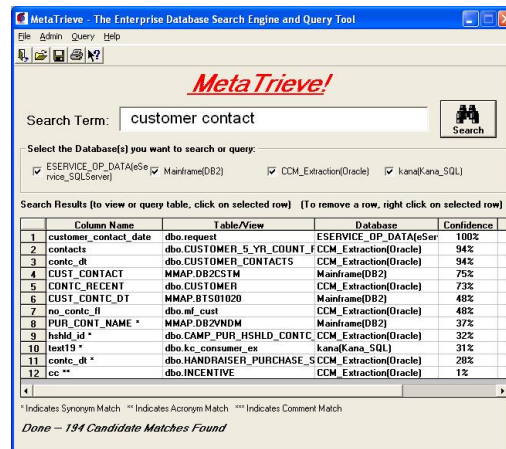 MetaTrieve - The Enterprise Database Search Engine and Query Tool
File Admin Query Help
MetaTrieve!
Search Term: customer contact
Search
Select the Database(s) you want to search or query:
ESERVICE_OP_DATA(eSe Mainframe(DB2) CCM_Extraction(Oracle) kana(Kana_SQL)
rvice_SQLServer)
Search Results (to view or query table, click on selected row) (To remove a row, right click on selected row)
Column Name Table/View Database Confidence
1 customer_contact_date dbo.request ESERVICE_OP_DATA(eSer 100%
2 contacts dbo.CUSTOMER_5_YR_COUNT_F CCM_Extraction(Oracle) 94%
3 contc_dt dbo.CUSTOMER_CONTACTS CCM_Extraction(Oracle) 94%
4 CUST_CONTACT MMAP.DB2CSTM Mainframe(DB2) 75%
5 CONTC_RECENT dbo.CUSTOMER CCM_Extraction(Oracle) 73%
6 CUST_CONTC_DT MMAP.BTS01020 Mainframe(DB2) 48%
7 no_contc_fl dbo.mf_cust CCM_Extraction(Oracle) 48%
8 PUR_CONT_NAME * MMAP.DB2VNDM Mainframe(DB2) 37%
9 hshld_id * dbo.CAMP_PUR_HSHLD_CONTC_ CCM_Extraction(Oracle) 32%
10 text19 * dbo.kc_consumer_ex kana(Kana_SQL) 31%
11 contc_dt * dbo.HANDRAISER_PURCHASE_S CCM_Extraction(Oracle) 28%
12 cc ** dbo.INCENTIVE CCM_Extraction(Oracle) 1%
* Indicates Synonym Match ** Indicates Acronym Match *** Indicates Comment Match
Done -- 194 Candidate Matches Found